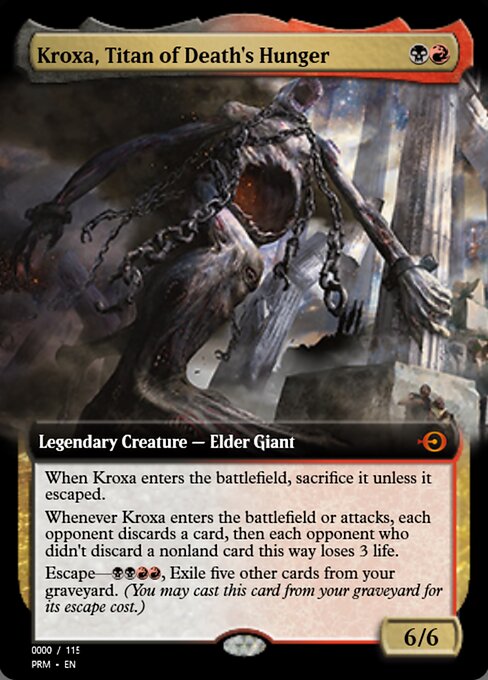 Kroxa, Titan of Death's Hunger
Legendary Creature — Elder Giant
When Kroxa enters the battlefield, sacrifice it unless it
escaped.
Whenever Kroxa enters the battlefield or attacks, each
opponent discards a card, then each opponent who
didn't discard a nonland card this way loses 3 life.
Escape—, Exile five other cards from your
graveyard. (You may cast this card from your graveyard for
its escape cost.)
6/6
0000 / 115
PRM • EN